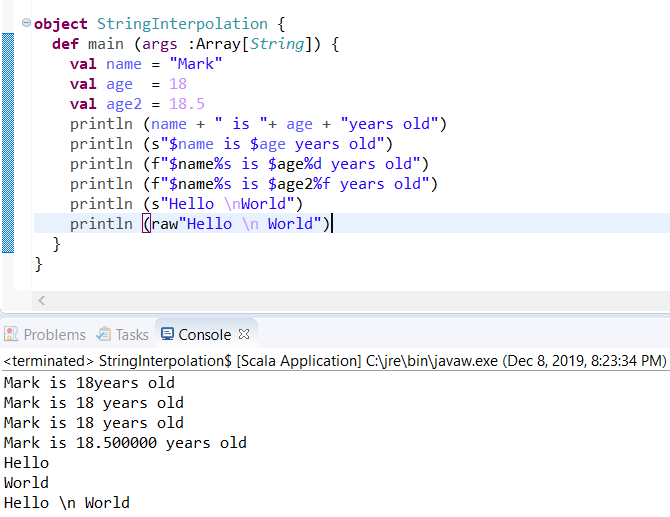 object StringInterpolation {
def main (args :Array[String]) {
val name = "Mark"
val age  = 18
val age2 = 18.5
println (name + " is "+ age + "years old")
println (s"$name is $age years old")
println (f"$name%s is $age%d years old")
println (f"$name%s is $age2%f years old")
println (s"Hello \nWorld")
println (raw"Hello \n World")
}
}
Problems Tasks Console
<terminated> StringInterpolation$ [Scala Application] C:\jre\bin\javaw.exe (Dec 8, 2019, 8:23:34 PM)
Mark is 18years old
Mark is 18 years old
Mark is 18 years old
Mark is 18.500000 years old
Hello
World
Hello \n World